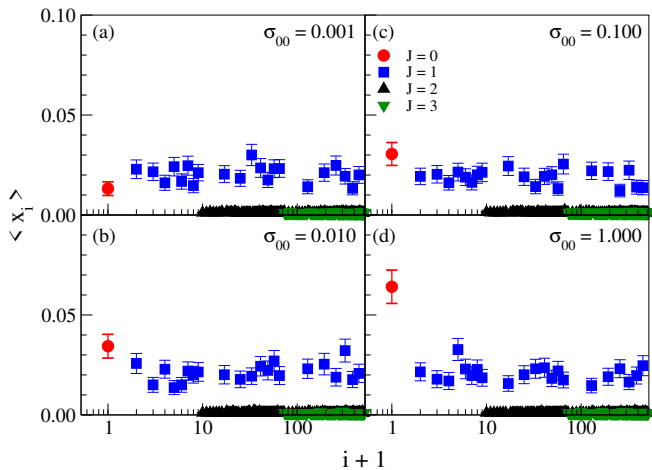 0.10
(a)
σ00 = 0.001
(c)
σ00 = 0.100
J = 0
J = 1
J = 2
J = 3
0.05
0.00
< xi >
(b)
σ00 = 0.010
(d)
σ00 = 1.000
0.05
0.00
1 10 100 1 10 100
i + 1